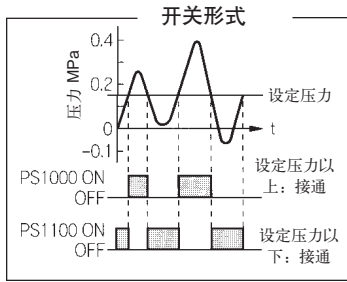 开关形式
压力 MPa
0.4
0.2
0
-0.1
设定压力
t
PS1000 ON
OFF
设定压力以
上：接通
PS1100 ON
OFF
设定压力以
下：接通